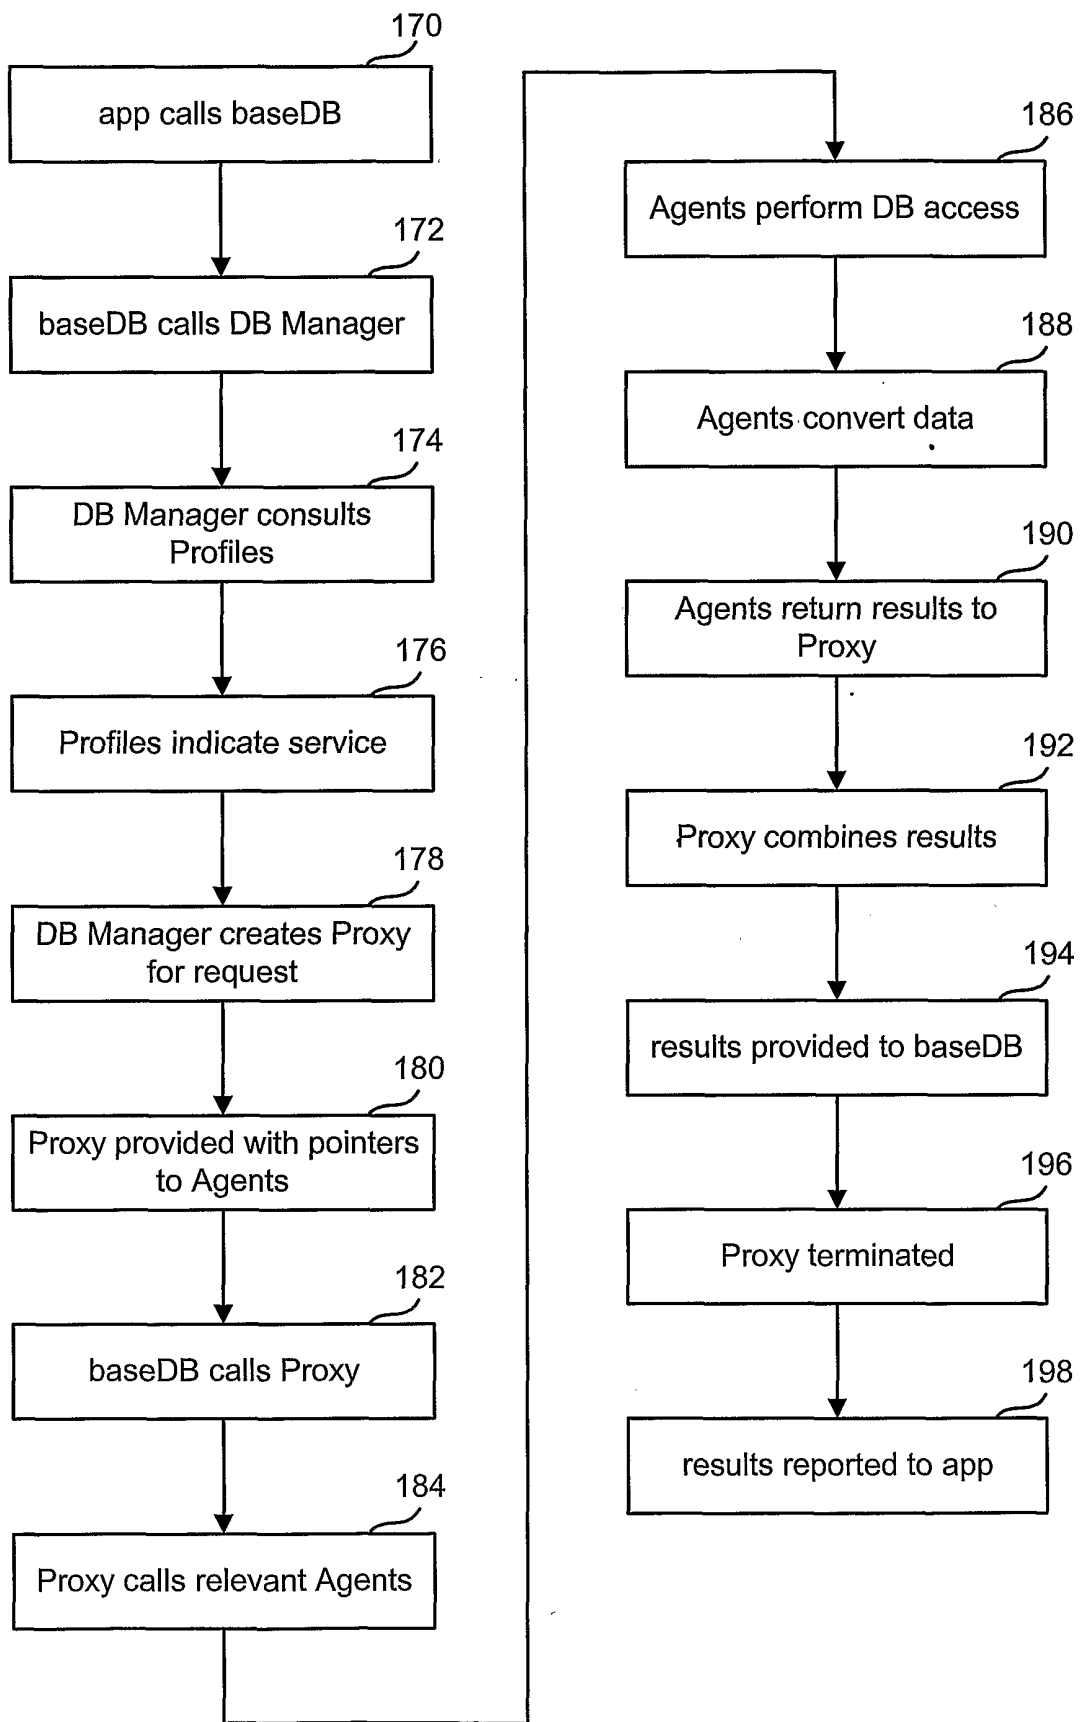 170
app calls baseDB
172
baseDB calls DB Manager
174
DB Manager consults
Profiles
176
Profiles indicate service
178
DB Manager creates Proxy
for request
180
Proxy provided with pointers
to Agents
182
baseDB calls Proxy
184
Proxy calls relevant Agents
186
Agents perform DB access
188
Agents convert data
190
Agents return results to
Proxy
192
Proxy combines results
194
results provided to baseDB
196
Proxy terminated
198
results reported to app